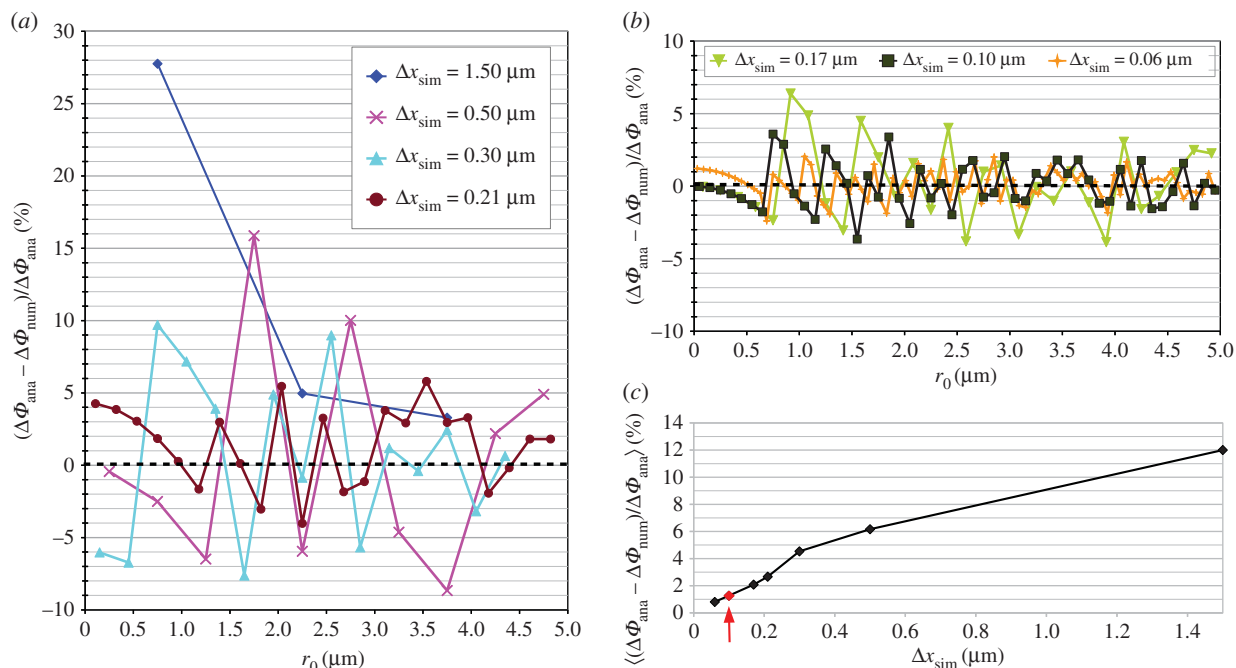 (a)
30
28
26
24
22
20
15
10
5
0
–5
–10
(ΔΦana – ΔΦnum)/ΔΦana (%)
Δxsim = 1.50 μm
Δxsim = 0.50 μm
Δxsim = 0.30 μm
Δxsim = 0.21 μm
0 0.5 1.0 1.5 2.0 2.5 3.0 3.5 4.0 4.5 5.0
r0 (μm)
(b)
10
5
0
–5
–10
(ΔΦana – ΔΦnum)/ΔΦana (%)
Δxsim = 0.17 μm Δxsim = 0.10 μm Δxsim = 0.06 μm
0 0.5 1.0 1.5 2.0 2.5 3.0 3.5 4.0 4.5 5.0
r0 (μm)
(c)
14
12
10
8
6
4
2
0
⟨(ΔΦana – ΔΦnum)/ΔΦana⟩ (%)
0 0.2 0.4 0.6 0.8 1.0 1.2 1.4
Δxsim (μm)